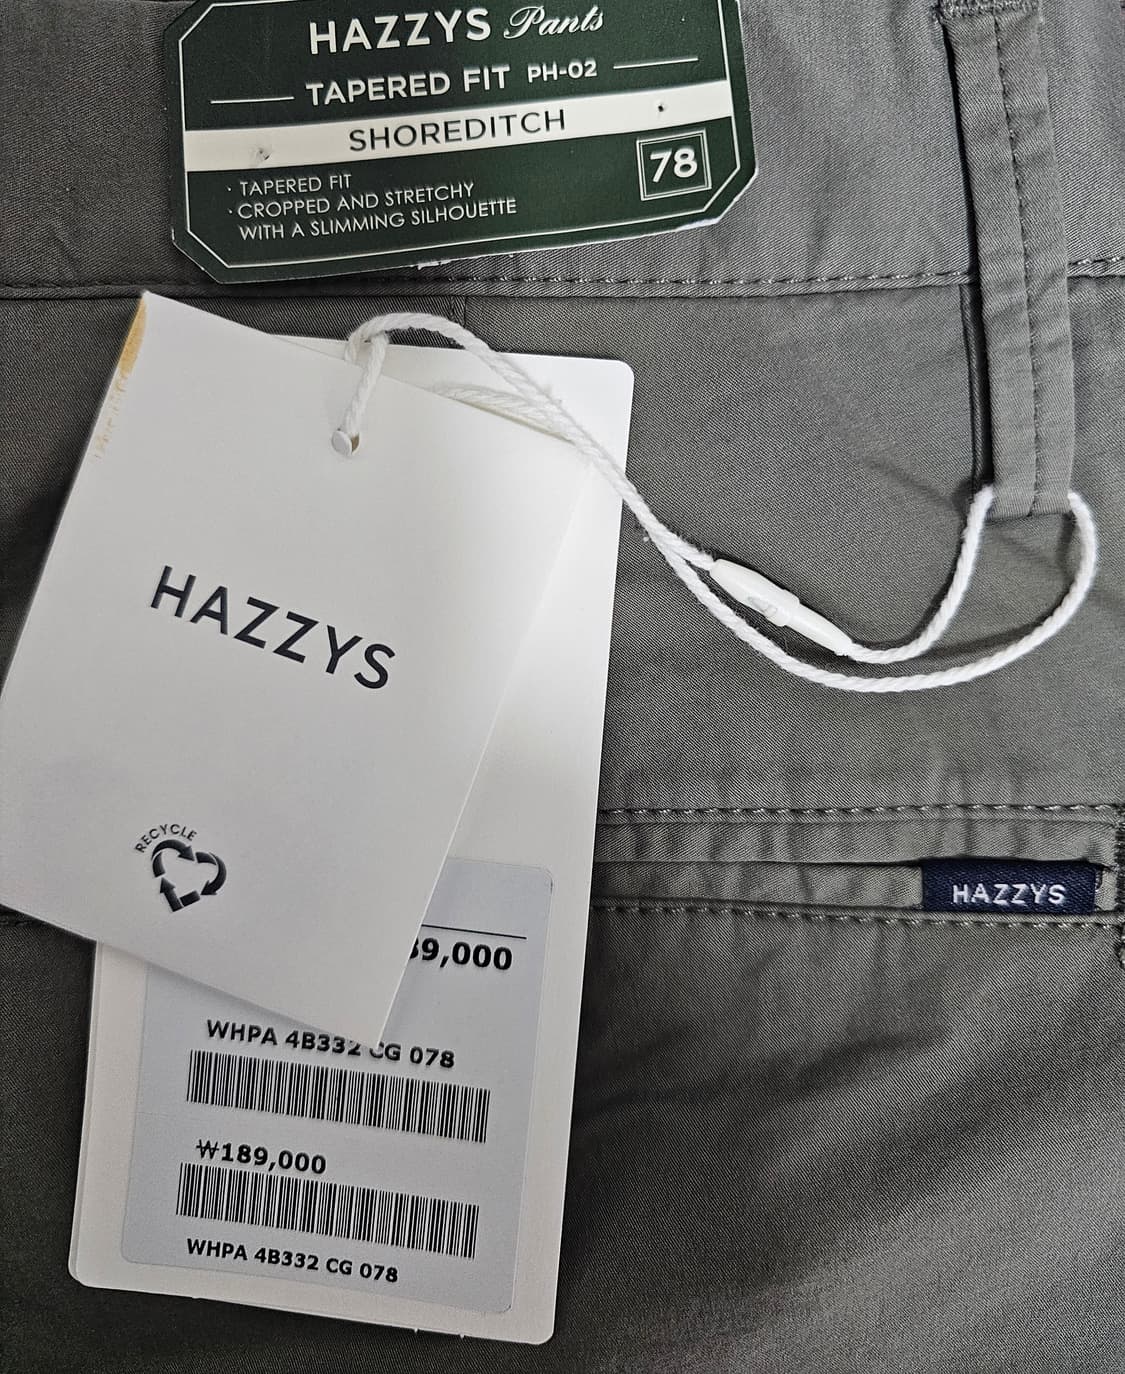 HAZZYS Pants
TAPERED FIT PH-02
SHOREDITCH
78
· TAPERED FIT
· CROPPED AND STRETCHY
WITH A SLIMMING SILHOUETTE
HAZZYS
RECYCLE
HAZZYS
9,000
WHPA 4B332 CG 078
₩189,000
WHPA 4B332 CG 078